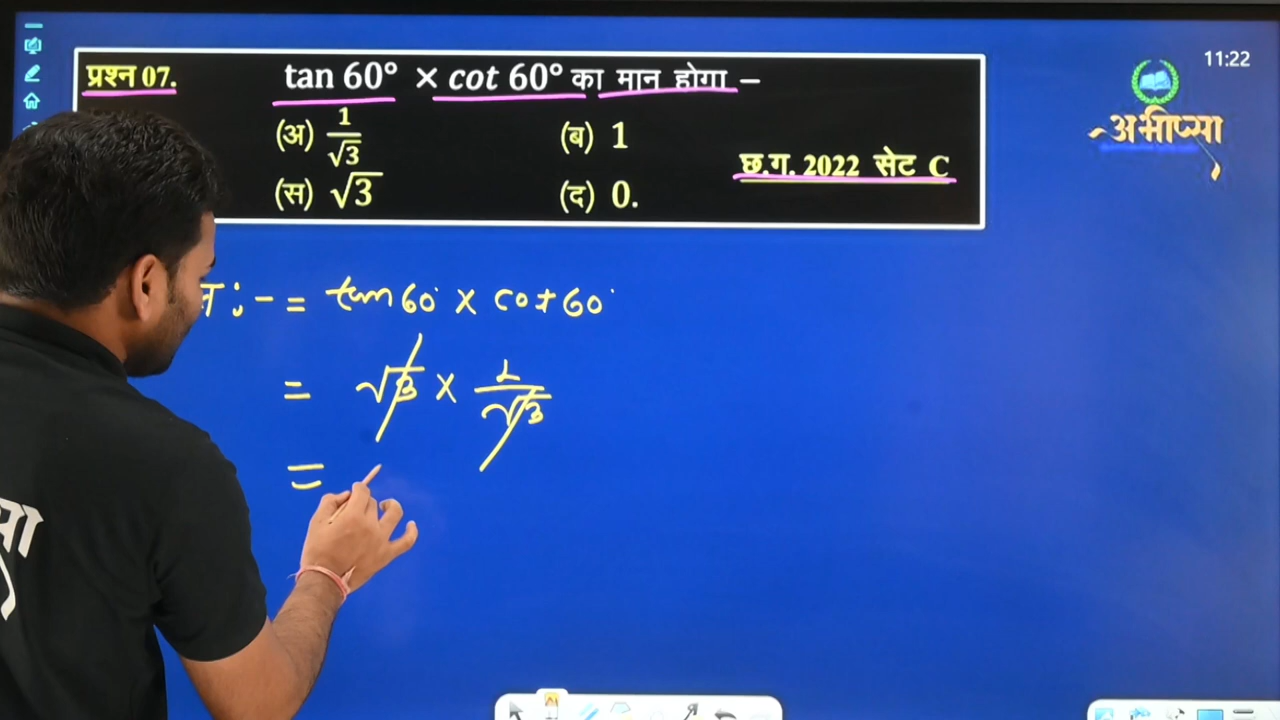 11:22
प्रश्न 07. tan 60° × cot 60° का मान होगा –
(अ) 1/√3 (ब) 1
(स) √3 (द) 0.
छ.ग. 2022 सेट C
अभीप्सा
:- = tan 60° × cot 60°
= √3 × 1/√3
=